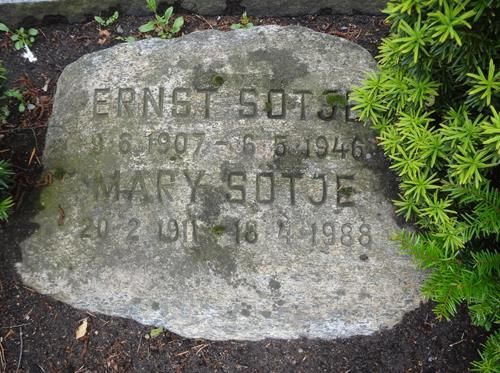 ERNST SOTJE
9.6.1907 - 6.5.1946
MARY SOTJE
20.2.1911 - 18.4.1988